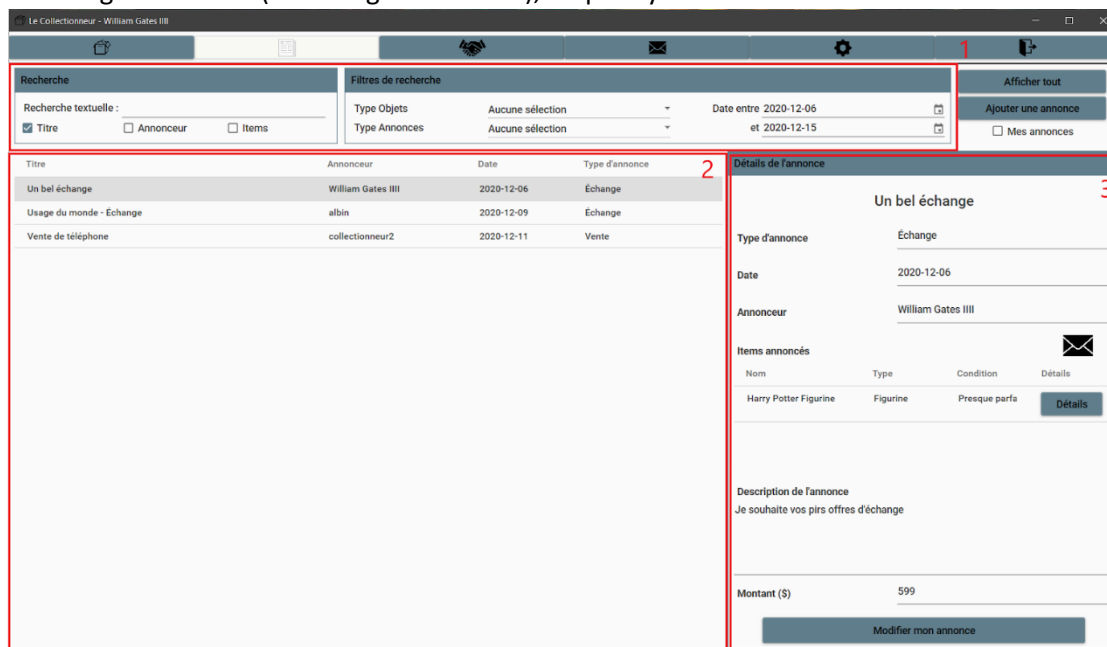 Le Collectionneur - William Gates IIII
1
Recherche
Recherche textuelle :
Titre Annonceur Items
Filtres de recherche
Type Objets Aucune sélection Date entre 2020-12-06
Type Annonces Aucune sélection et 2020-12-15
Afficher tout
Ajouter une annonce
Mes annonces
Titre Annonceur Date Type d'annonce 2
Un bel échange William Gates IIII 2020-12-06 Échange
Usage du monde - Échange albin 2020-12-09 Échange
Vente de téléphone collectionneur2 2020-12-11 Vente
Détails de l'annonce
3
Un bel échange
Type d'annonce Échange
Date 2020-12-06
Annonceur William Gates IIII
Items annoncés
Nom Type Condition Détails
Harry Potter Figurine Figurine Presque parfa Détails
Description de l'annonce
Je souhaite vos pirs offres d'échange
Montant ($) 599
Modifier mon annonce